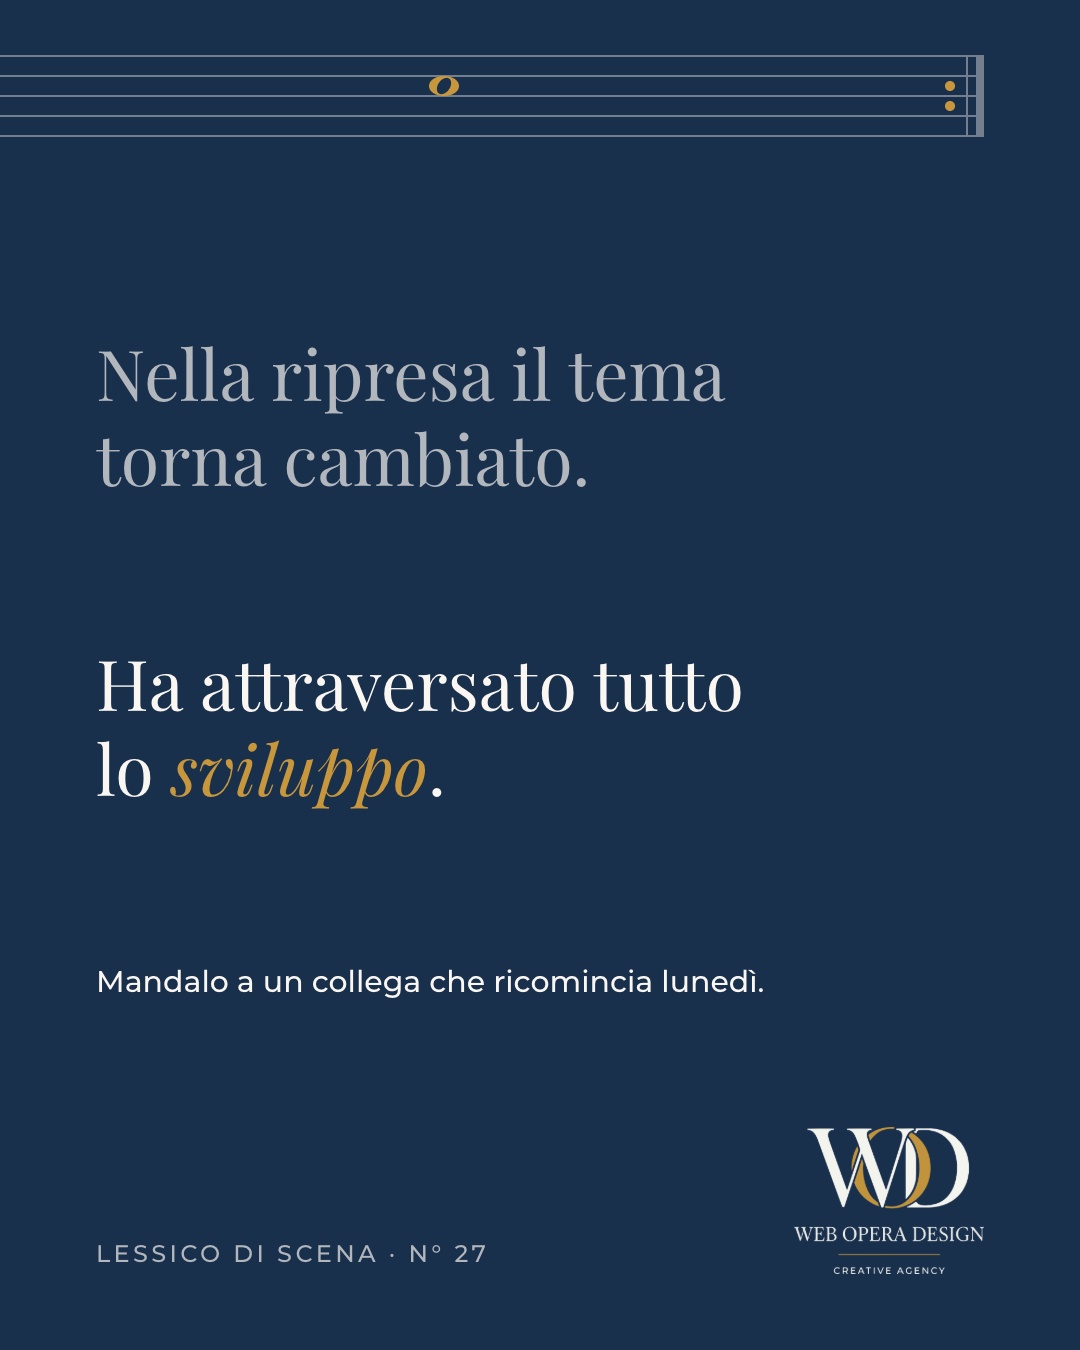 Nella ripresa il tema
torna cambiato.
Ha attraversato tutto
lo sviluppo.
Mandalo a un collega che ricomincia lunedì.
LESSICO DI SCENA · N° 27
WOD
WEB OPERA DESIGN
CREATIVE AGENCY